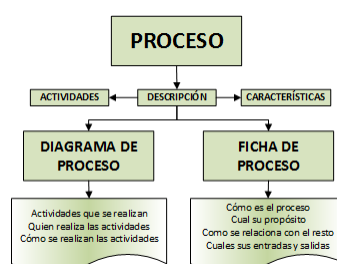 PROCESO
ACTIVIDADES
DESCRIPCIÓN
CARACTERÍSTICAS
DIAGRAMA DE
PROCESO
FICHA DE
PROCESO
Actividades que se realizan
Quien realiza las actividades
Cómo se realizan las actividades
Cómo es el proceso
Cual su propósito
Como se relaciona con el resto
Cuales sus entradas y salidas